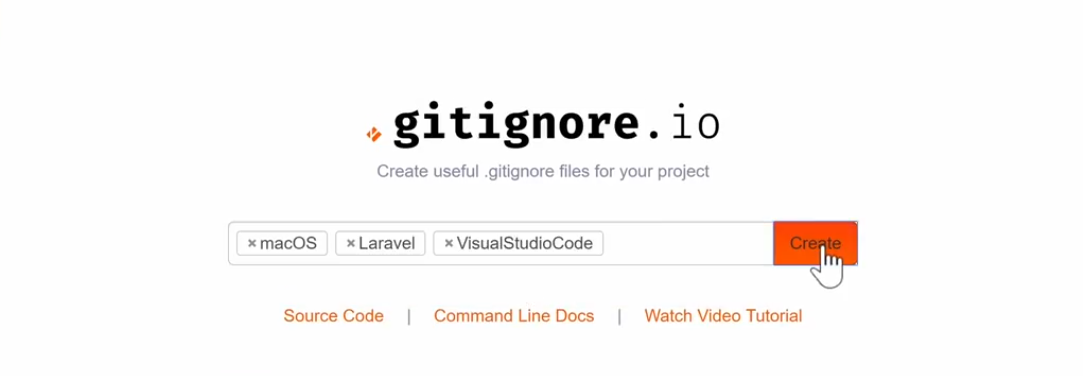 .gitignore.io
Create useful .gitignore files for your project
×macOS ×Laravel ×VisualStudioCode Create
Source Code | Command Line Docs | Watch Video Tutorial